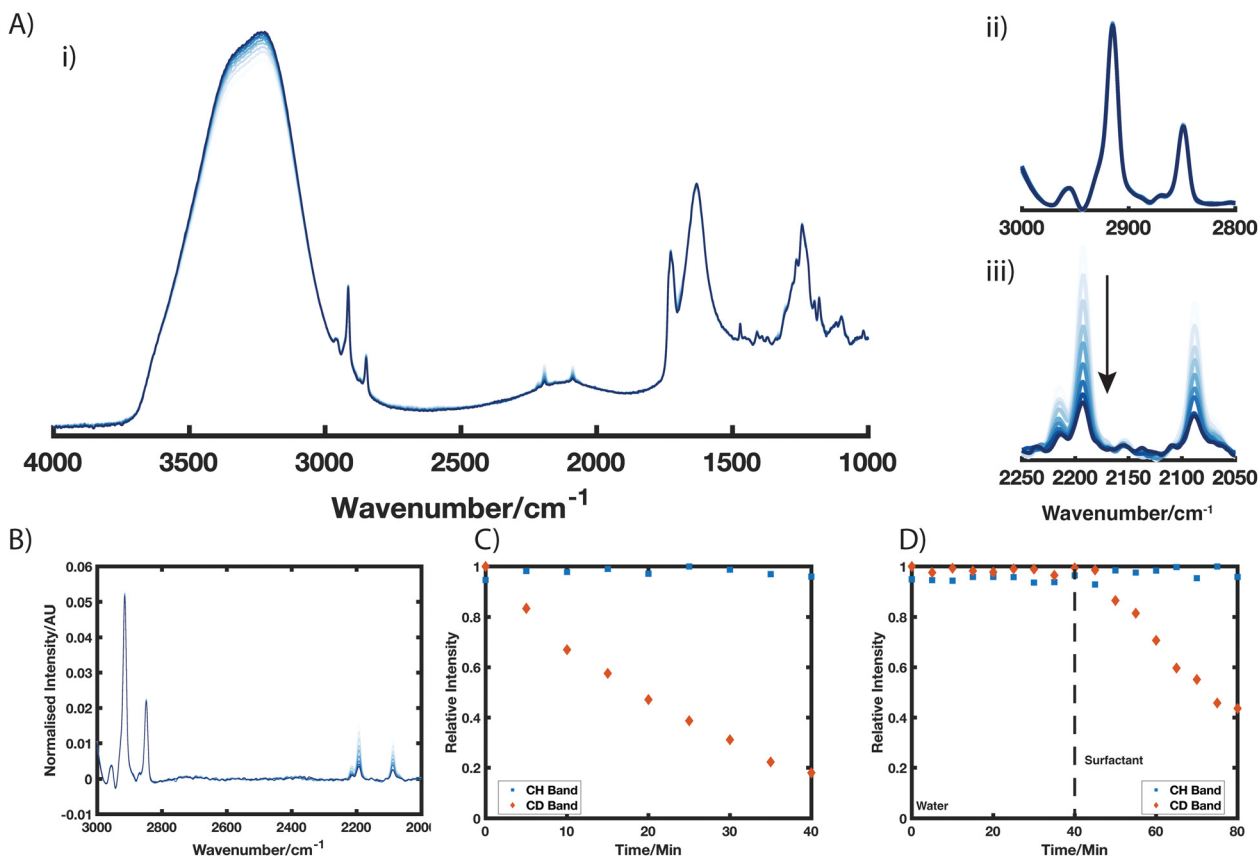 A)
i)
4000 3500 3000 2500 2000 1500 1000
Wavenumber/cm-1
ii)
3000 2900 2800
iii)
2250 2200 2150 2100 2050
Wavenumber/cm-1
B)
Normalised Intensity/AU
0.06
0.05
0.04
0.03
0.02
0.01
0
-0.01
3000 2800 2600 2400 2200 2000
Wavenumber/cm-1
C)
Relative Intensity
1
0.8
0.6
0.4
0.2
0
CH Band
CD Band
0 10 20 30 40
Time/Min
D)
Relative Intensity
1
0.8
0.6
0.4
0.2
0
Surfactant
Water
CH Band
CD Band
0 20 40 60 80
Time/Min